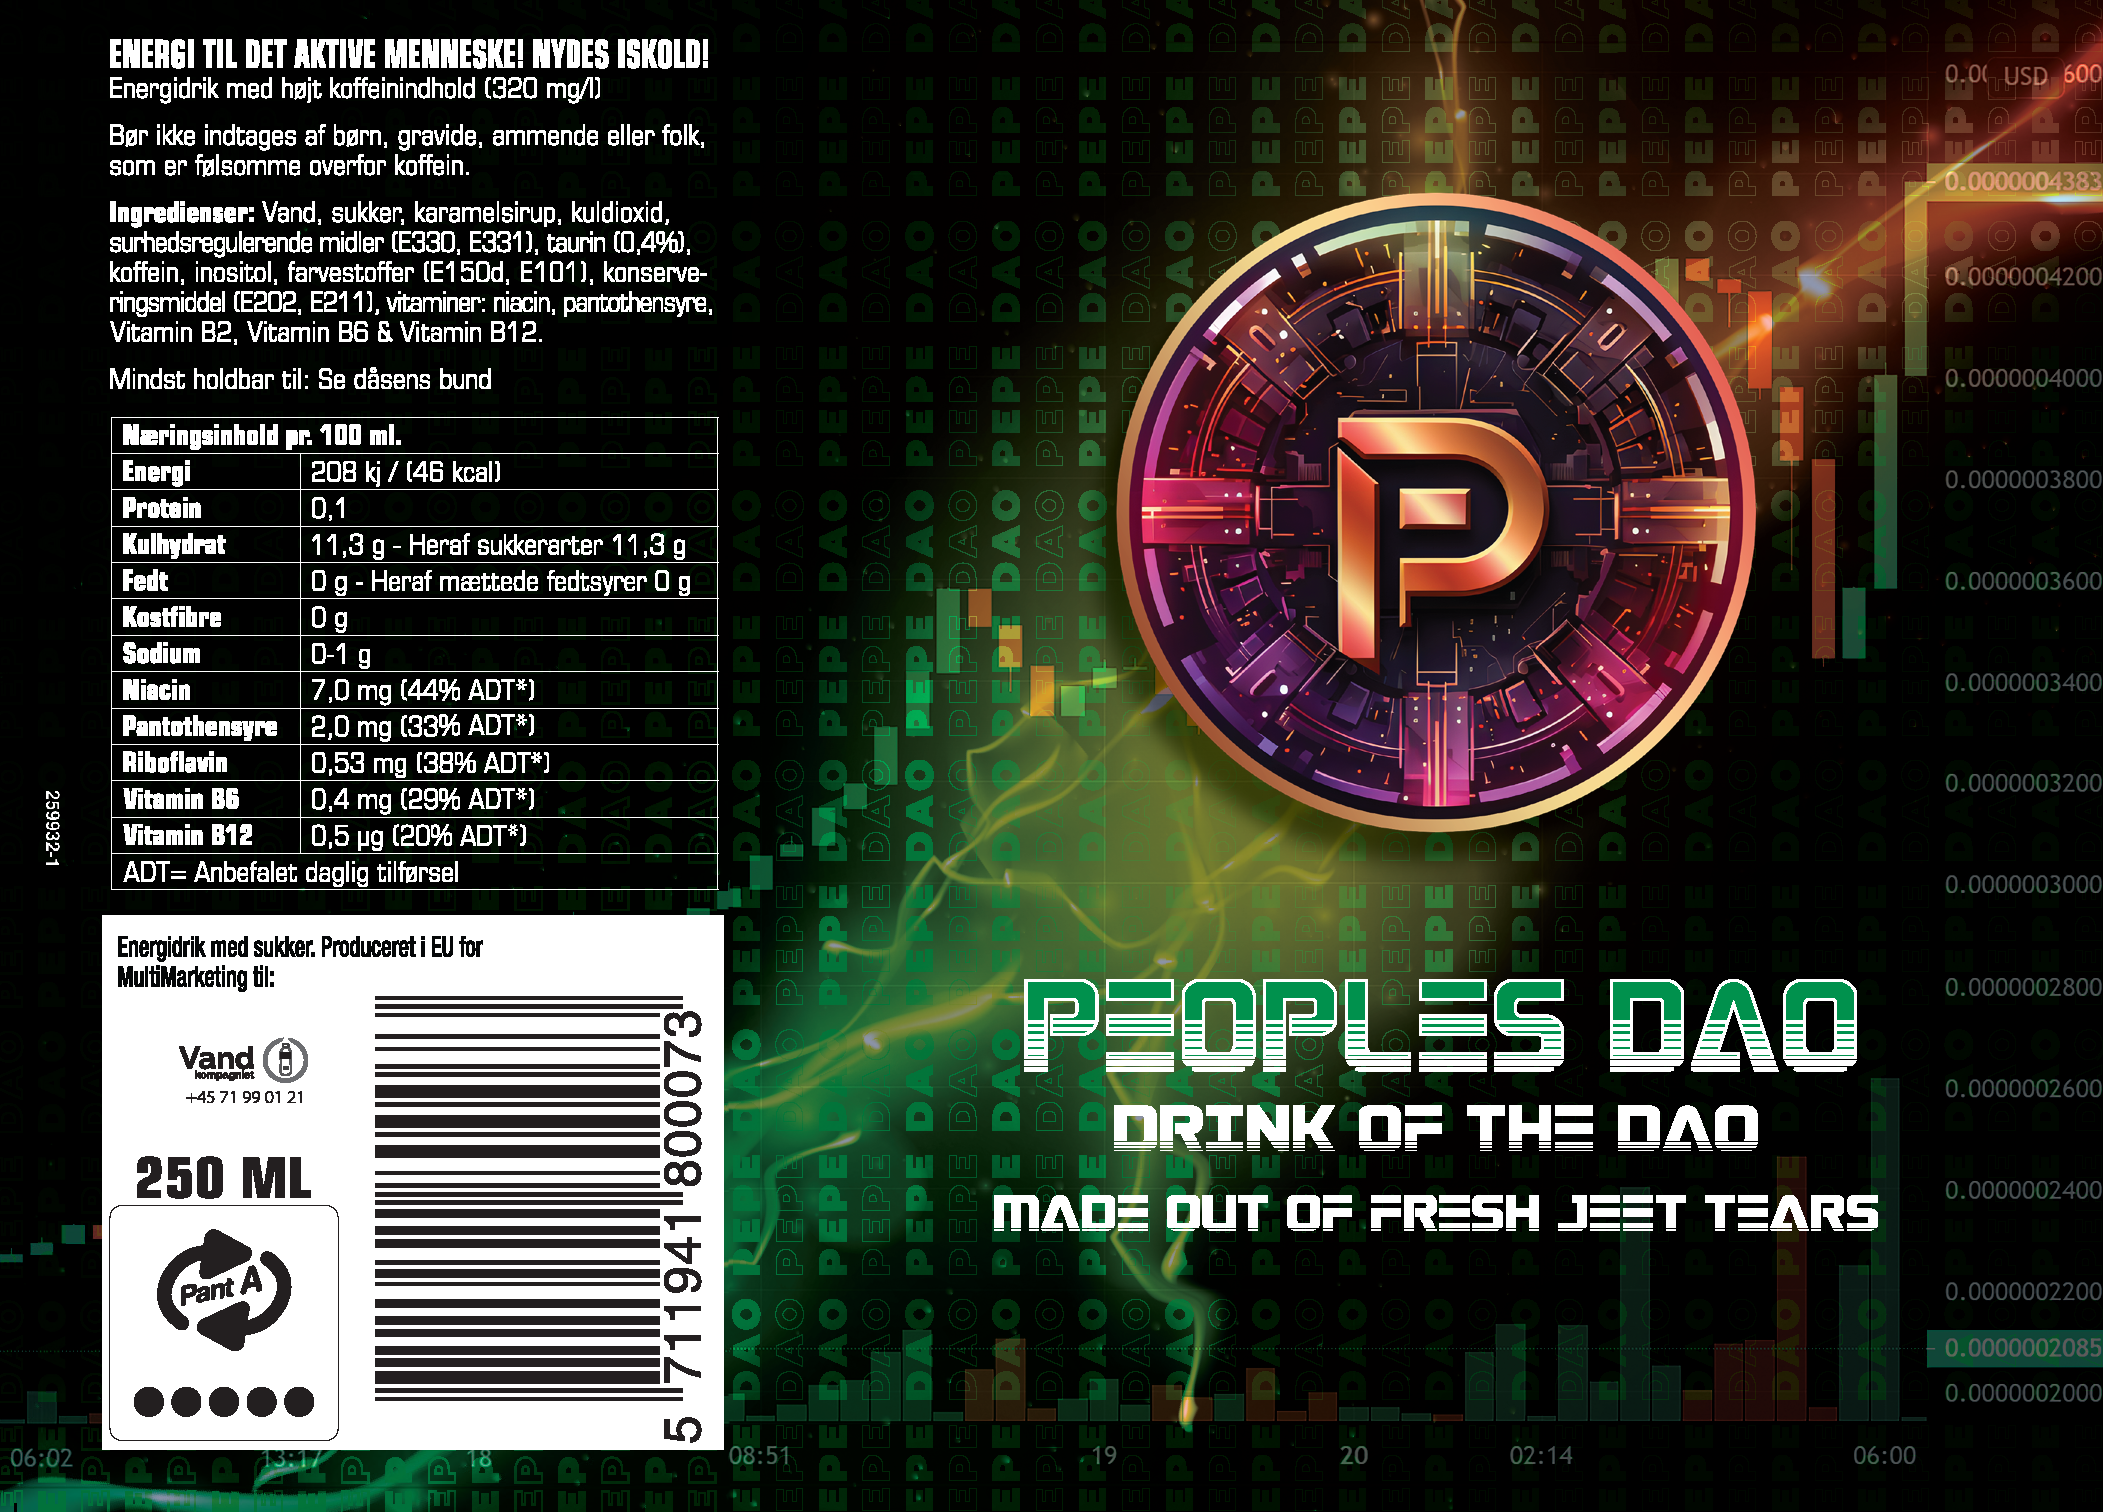 ENERGI TIL DET AKTIVE MENNESKE! NYDES ISKOLD!
Energidrik med højt koffeinindhold (320 mg/l)
Bør ikke indtages af børn, gravide, ammende eller folk,
som er følsomme overfor koffein.
Ingredienser: Vand, sukker, karamelsirup, kuldioxid,
surhedsregulerende midler (E330, E331), taurin (0,4%),
koffein, inositol, farvestoffer (E150d, E101), konserve-
ringsmiddel (E202, E211), vitaminer: niacin, pantothensyre,
Vitamin B2, Vitamin B6 & Vitamin B12.
Mindst holdbar til: Se dåsens bund
Næringsinhold pr. 100 ml.
Energi 208 kj / (46 kcal)
Protein 0,1
Kulhydrat 11,3 g - Heraf sukkerarter 11,3 g
Fedt 0 g - Heraf mættede fedtsyrer 0 g
Kostfibre 0 g
Sodium 0-1 g
Niacin 7,0 mg (44% ADT*)
Pantothensyre 2,0 mg (33% ADT*)
Riboflavin 0,53 mg (38% ADT*)
Vitamin B6 0,4 mg (29% ADT*)
Vitamin B12 0,5 µg (20% ADT*)
ADT= Anbefalet daglig tilførsel
259932-1
Energidrik med sukker. Produceret i EU for
MultiMarketing til:
Vand
kompagniet
+45 71 99 01 21
250 ML
Pant A
5 711941 800073
P
PEOPLES DAO
DRINK OF THE DAO
MADE OUT OF FRESH JEET TEARS
USD 600
0.0000004383
0.0000004200
0.0000004000
0.0000003800
0.0000003600
0.0000003400
0.0000003200
0.0000003000
0.0000002800
0.0000002600
0.0000002400
0.0000002200
0.0000002085
0.0000002000
06:02 13:17 18 08:51 19 20 02:14 06:00
PEPE DAO